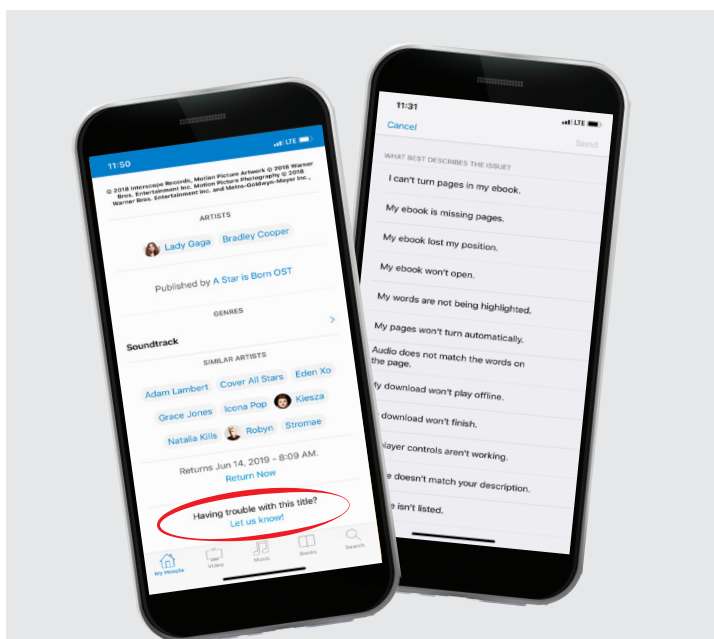 11:50
LTE
© 2018 Interscope Records, Motion Picture Artwork © 2018 Warner
Bros. Entertainment Inc. Motion Picture Photography © 2018
Warner Bros. Entertainment Inc. and Metro-Goldwyn-Mayer Inc.,
ARTISTS
Lady Gaga Bradley Cooper
Published by A Star is Born OST
GENRES
Soundtrack
SIMILAR ARTISTS
Adam Lambert Cover All Stars Eden Xo
Grace Jones Icona Pop Kiesza
Natalia Kills Robyn Stromae
Returns Jun 14, 2019 - 8:09 AM.
Return Now
Having trouble with this title?
Let us know!
My Hoopla Video Music Books Search
11:31
LTE
Cancel Send
WHAT BEST DESCRIBES THE ISSUE?
I can't turn pages in my ebook.
My ebook is missing pages.
My ebook lost my position.
My ebook won't open.
My words are not being highlighted.
My pages won't turn automatically.
Audio does not match the words on
the page.
My download won't play offline.
download won't finish.
player controls aren't working.
doesn't match your description.
isn't listed.